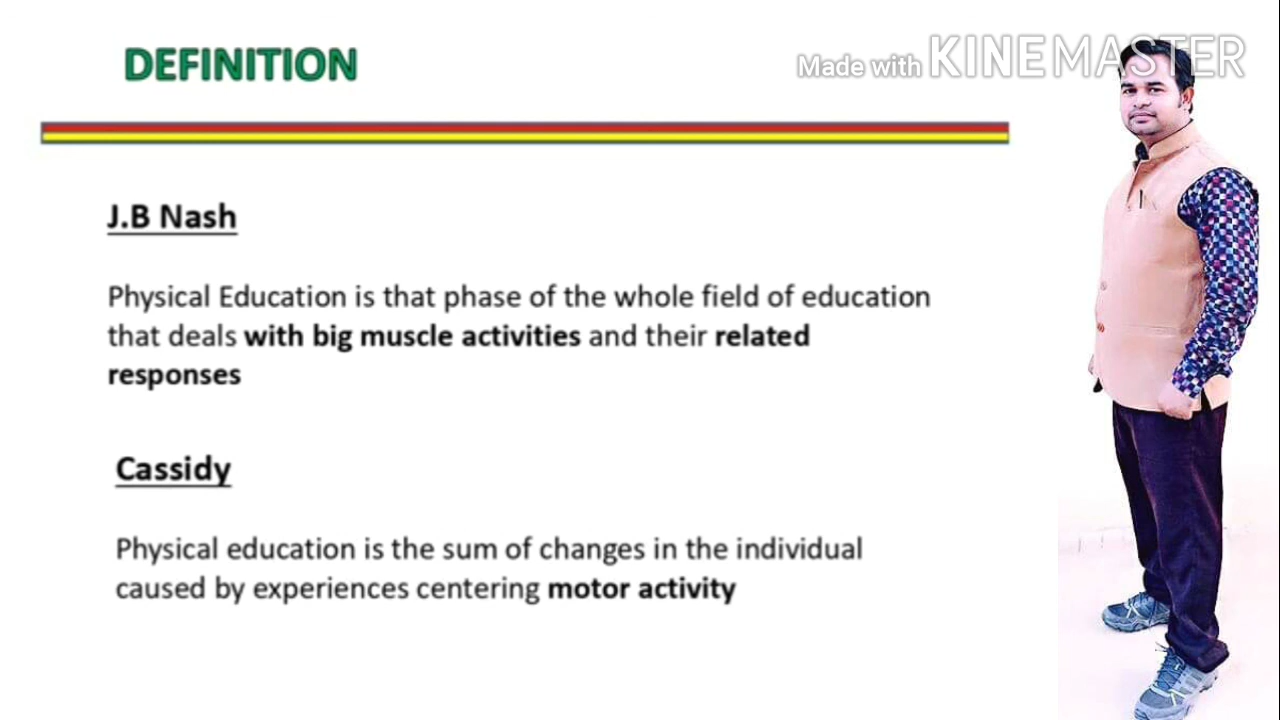 DEFINITION
Made with KINEMASTER
J.B Nash
Physical Education is that phase of the whole field of education
that deals with big muscle activities and their related
responses
Cassidy
Physical education is the sum of changes in the individual
caused by experiences centering motor activity